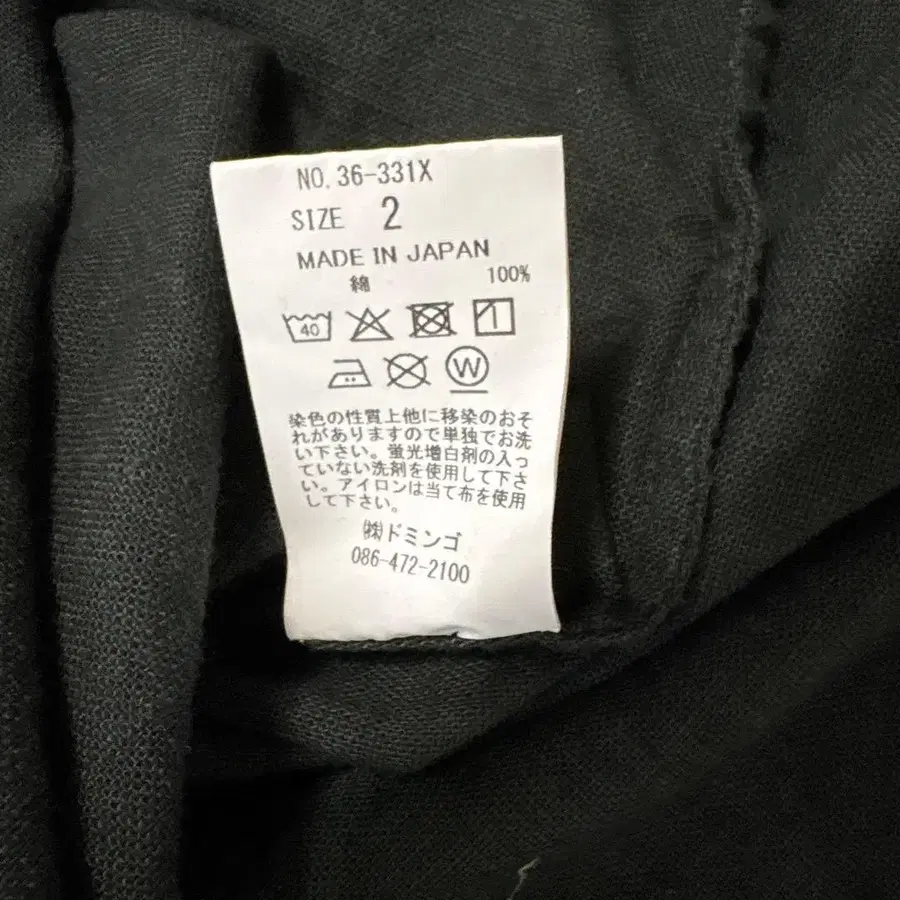 NO. 36-331X
SIZE 2
MADE IN JAPAN
綿 100%
40
W
染色の性質上他に移染のおそ
れがありますので単独でお洗
い下さい。蛍光増白剤の入っ
ていない洗剤を使用して下さ
い。アイロンは当て布を使用
して下さい。
㈱ドミンゴ
086-472-2100